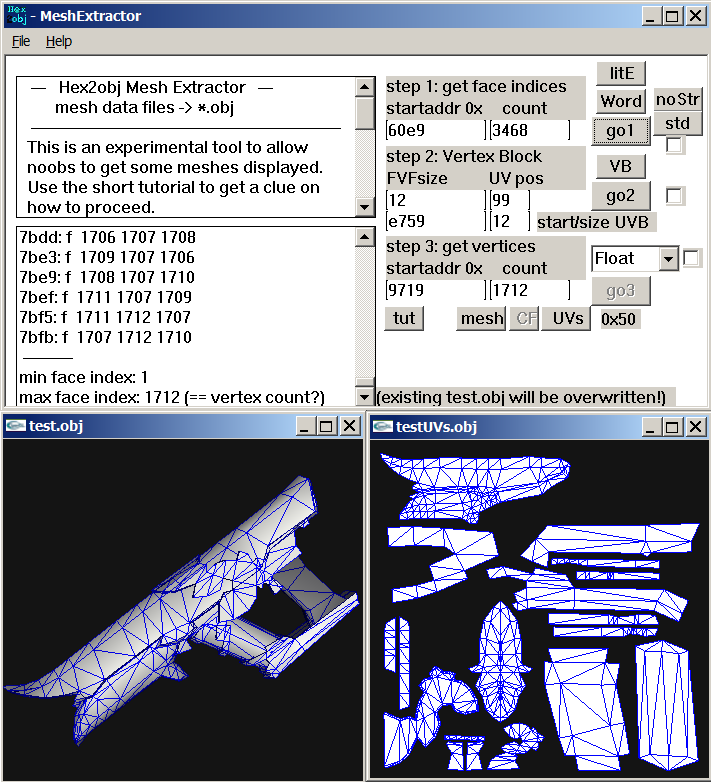 Hex
obj - MeshExtractor
File Help
— Hex2obj Mesh Extractor —
mesh data files -> *.obj
This is an experimental tool to allow
noobs to get some meshes displayed.
Use the short tutorial to get a clue on
how to proceed.
7bdd: f 1706 1707 1708
7be3: f 1709 1707 1706
7be9: f 1708 1707 1710
7bef: f 1711 1707 1709
7bf5: f 1711 1712 1707
7bfb: f 1707 1712 1710
min face index: 1
max face index: 1712 (== vertex count?)
litE
step 1: get face indices
startaddr 0x count
Word
noStr
60e9 3468
go1
std
step 2: Vertex Block
FVFsize UV pos
VB
12 99
go2
e759 12 start/size UVB
step 3: get vertices
startaddr 0x count
Float
9719 1712
go3
tut mesh CF UVs 0x50
(existing test.obj will be overwritten!)
test.obj
testUVs.obj